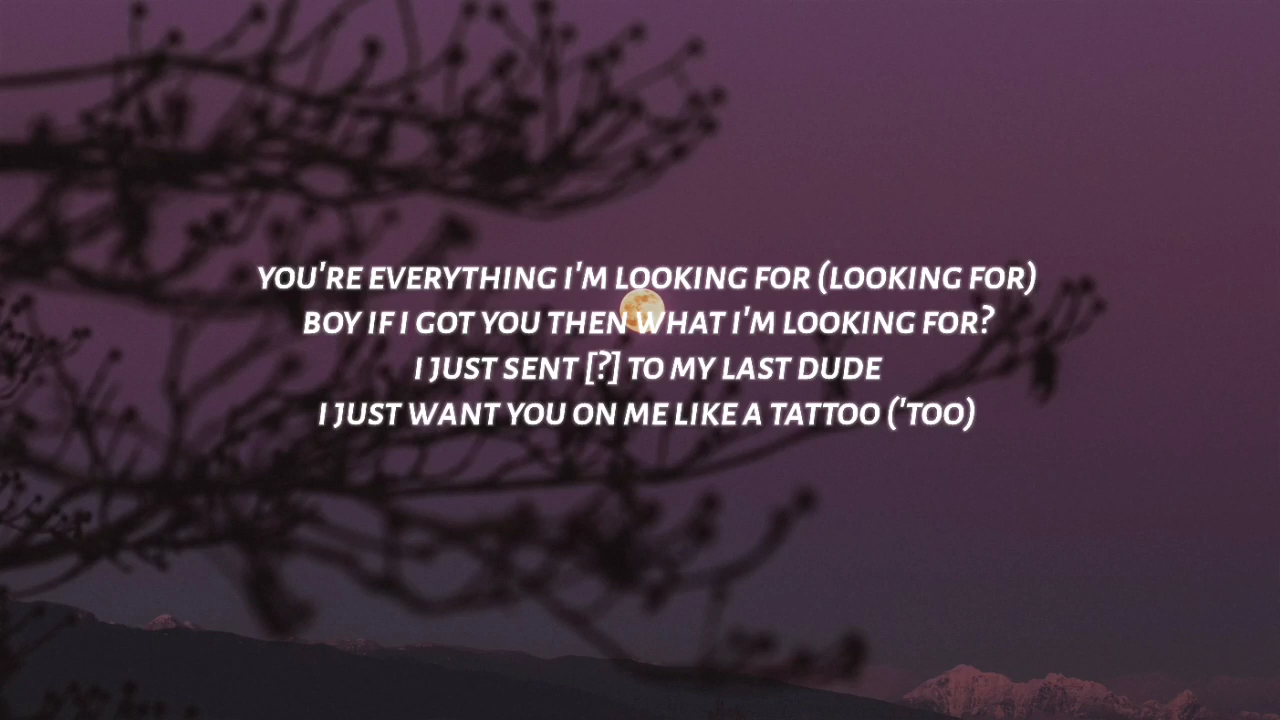 YOU'RE EVERYTHING I'M LOOKING FOR (LOOKING FOR)
BOY IF I GOT YOU THEN WHAT I'M LOOKING FOR?
I JUST SENT [?] TO MY LAST DUDE
I JUST WANT YOU ON ME LIKE A TATTOO ('TOO)